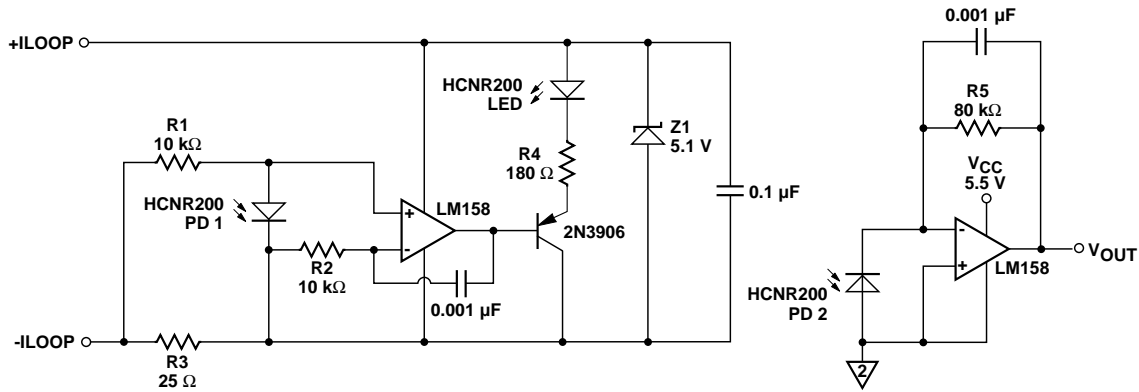 +ILOOP
HCNR200
LED
R1
10 kΩ
HCNR200
PD 1
R2
10 kΩ
LM158
+
-
0.001 µF
R4
180 Ω
2N3906
Z1
5.1 V
0.1 µF
-ILOOP
R3
25 Ω
0.001 µF
R5
80 kΩ
VCC
5.5 V
-
+
LM158
VOUT
HCNR200
PD 2
2